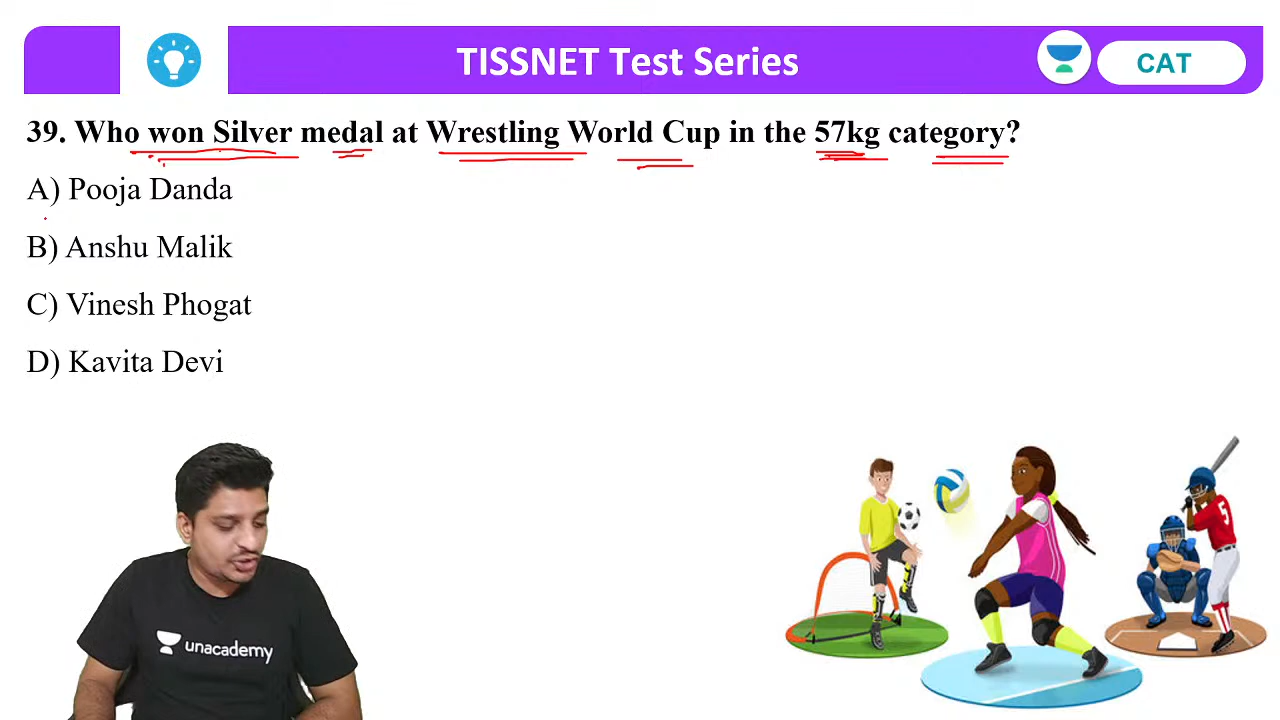 TISSNET Test Series
CAT
39. Who won Silver medal at Wrestling World Cup in the 57kg category?
A) Pooja Danda
B) Anshu Malik
C) Vinesh Phogat
D) Kavita Devi
unacademy
5